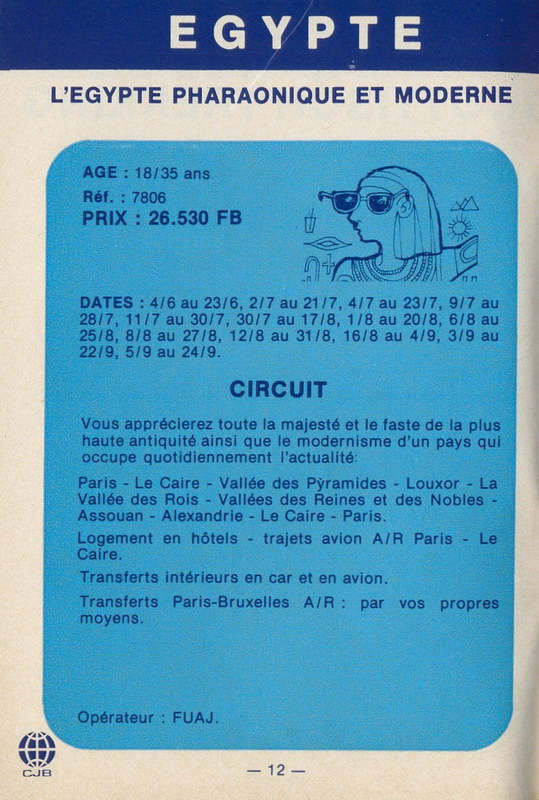 EGYPTE
L'EGYPTE PHARAONIQUE ET MODERNE
AGE : 18/35 ans
Réf. : 7806
PRIX : 26.530 FB
DATES : 4/6 au 23/6, 2/7 au 21/7, 4/7 au 23/7, 9/7 au
28/7, 11/7 au 30/7, 30/7 au 17/8, 1/8 au 20/8, 6/8 au
25/8, 8/8 au 27/8, 12/8 au 31/8, 16/8 au 4/9, 3/9 au
22/9, 5/9 au 24/9.
CIRCUIT
Vous apprécierez toute la majesté et le faste de la plus
haute antiquité ainsi que le modernisme d'un pays qui
occupe quotidiennement l'actualité:
Paris - Le Caire - Vallée des Pyramides - Louxor - La
Vallée des Rois - Vallées des Reines et des Nobles -
Assouan - Alexandrie - Le Caire - Paris.
Logement en hôtels - trajets avion A/R Paris - Le
Caire.
Transferts intérieurs en car et en avion.
Transferts Paris-Bruxelles A/R : par vos propres
moyens.
Opérateur : FUAJ.
CJB
— 12 —